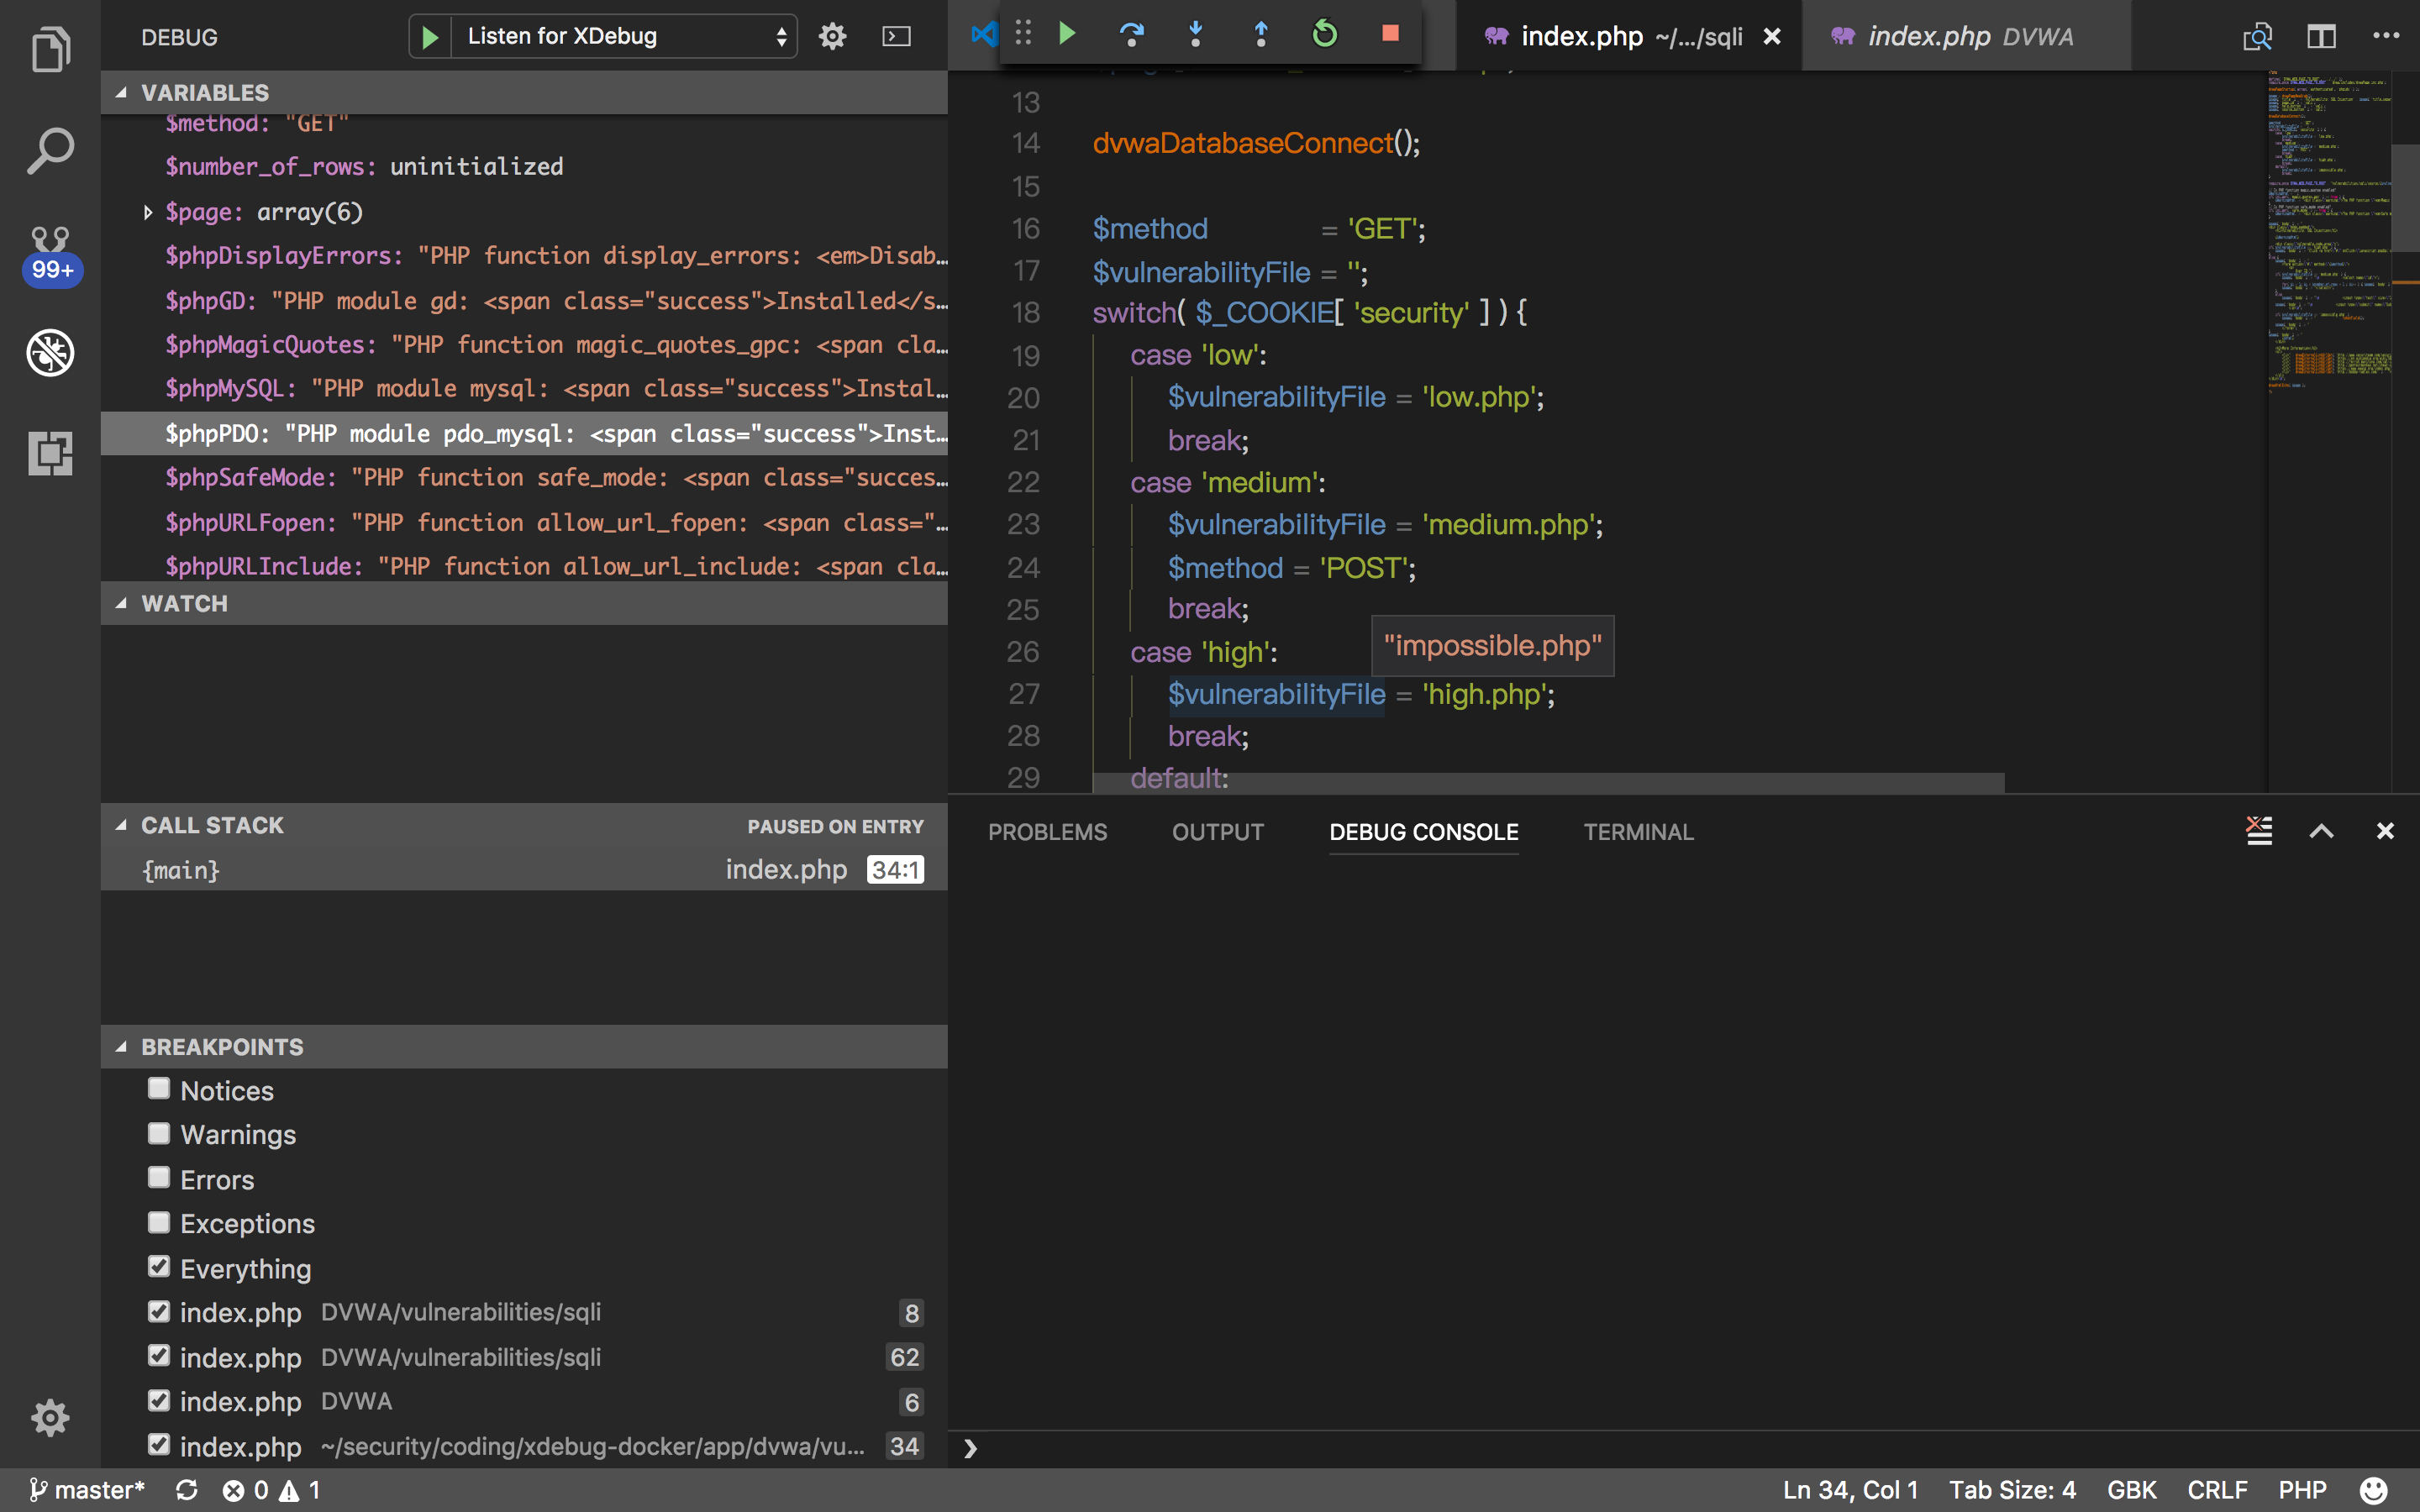 DEBUG
Listen for XDebug
index.php ~/.../sqli
index.php DVWA
VARIABLES
$method: "GET"
$number_of_rows: uninitialized
$page: array(6)
$phpDisplayErrors: "PHP function display_errors: <em>Disab…
$phpGD: "PHP module gd: <span class="success">Installed</s…
$phpMagicQuotes: "PHP function magic_quotes_gpc: <span cla…
$phpMySQL: "PHP module mysql: <span class="success">Instal…
$phpPDO: "PHP module pdo_mysql: <span class="success">Inst…
$phpSafeMode: "PHP function safe_mode: <span class="succes…
$phpURLFopen: "PHP function allow_url_fopen: <span class="…
$phpURLInclude: "PHP function allow_url_include: <span cla…
99+
WATCH
CALL STACK PAUSED ON ENTRY
{main} index.php 34:1
BREAKPOINTS
Notices
Warnings
Errors
Exceptions
Everything
index.php DVWA/vulnerabilities/sqli 8
index.php DVWA/vulnerabilities/sqli 62
index.php DVWA 6
index.php ~/security/coding/xdebug-docker/app/dvwa/vu... 34
13
14 dvwaDatabaseConnect();
15
16 $method = 'GET';
17 $vulnerabilityFile = '';
18 switch( $_COOKIE[ 'security' ] ) {
19 case 'low':
20 $vulnerabilityFile = 'low.php';
21 break;
22 case 'medium':
23 $vulnerabilityFile = 'medium.php';
24 $method = 'POST';
25 break;
26 case 'high':
"impossible.php"
27 $vulnerabilityFile = 'high.php';
28 break;
29 default:
PROBLEMS OUTPUT DEBUG CONSOLE TERMINAL
master* 0 1
Ln 34, Col 1 Tab Size: 4 GBK CRLF PHP